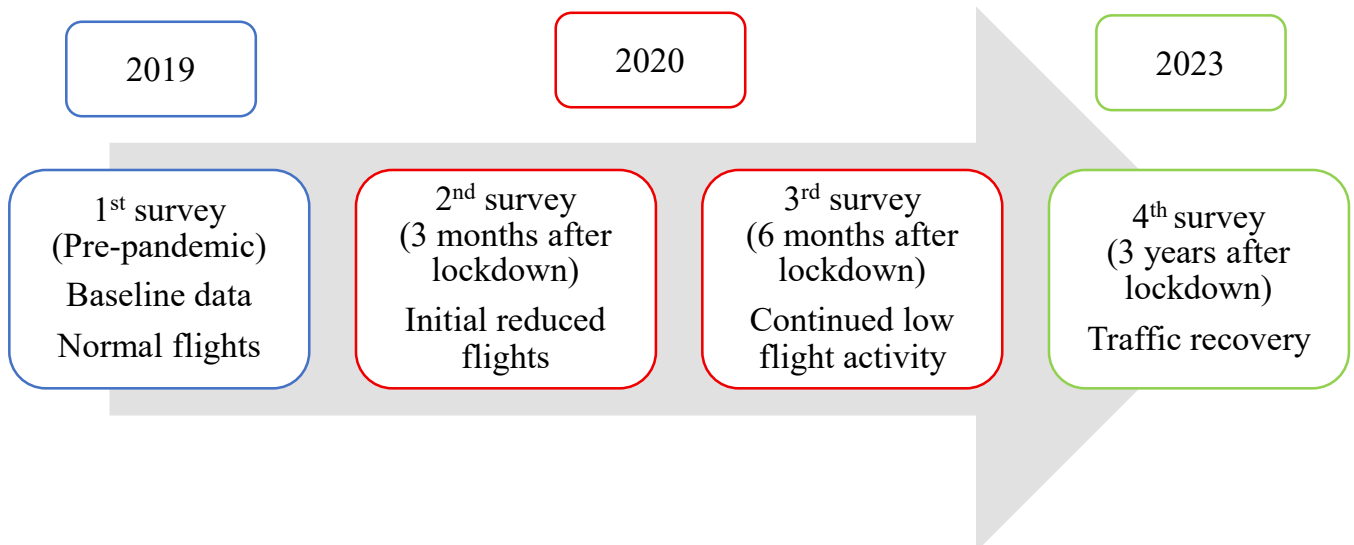 2019
2020
2023
1st survey
(Pre-pandemic)
Baseline data
Normal flights
2nd survey
(3 months after
lockdown)
Initial reduced
flights
3rd survey
(6 months after
lockdown)
Continued low
flight activity
4th survey
(3 years after
lockdown)
Traffic recovery